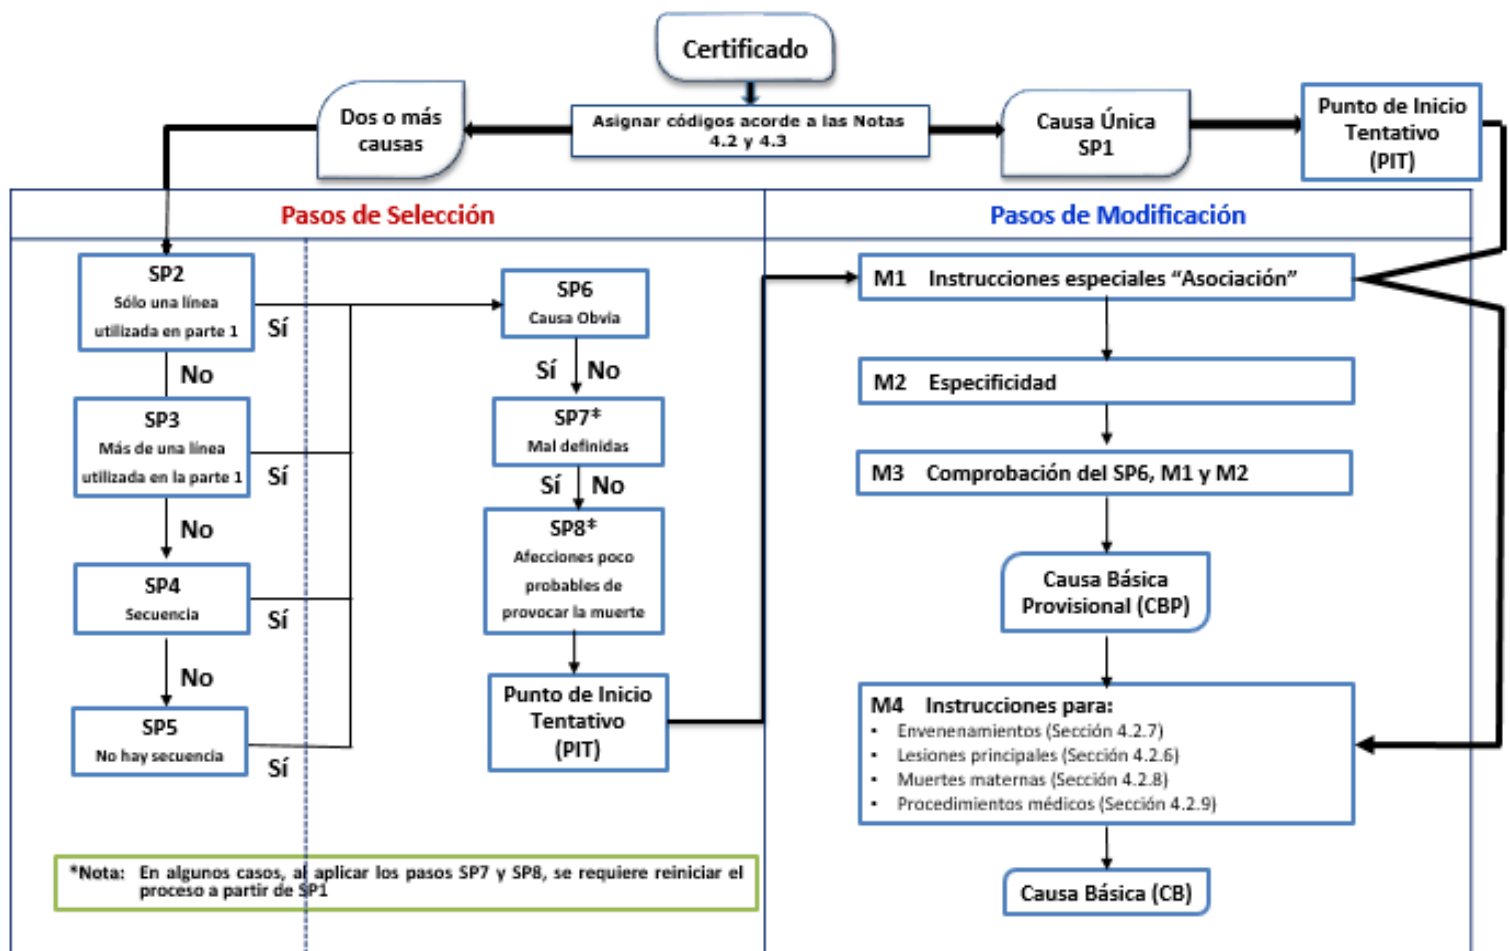 Certificado
Dos o más
causas
Asignar códigos acorde a las Notas
4.2 y 4.3
Causa Única
SP1
Punto de Inicio
Tentativo
(PIT)
Pasos de Selección
Pasos de Modificación
SP2
Sólo una línea
utilizada en parte 1
Sí
No
SP3
Más de una línea
utilizada en la parte 1
Sí
No
SP4
Secuencia
Sí
No
SP5
No hay secuencia
Sí
SP6
Causa Obvia
Sí No
SP7*
Mal definidas
Sí No
SP8*
Afecciones poco
probables de
provocar la muerte
Punto de Inicio
Tentativo
(PIT)
*Nota: En algunos casos, al aplicar los pasos SP7 y SP8, se requiere reiniciar el
proceso a partir de SP1
M1 Instrucciones especiales “Asociación”
M2 Especificidad
M3 Comprobación del SP6, M1 y M2
Causa Básica
Provisional (CBP)
M4 Instrucciones para:
▪ Envenenamientos (Sección 4.2.7)
▪ Lesiones principales (Sección 4.2.6)
▪ Muertes maternas (Sección 4.2.8)
▪ Procedimientos médicos (Sección 4.2.9)
Causa Básica (CB)